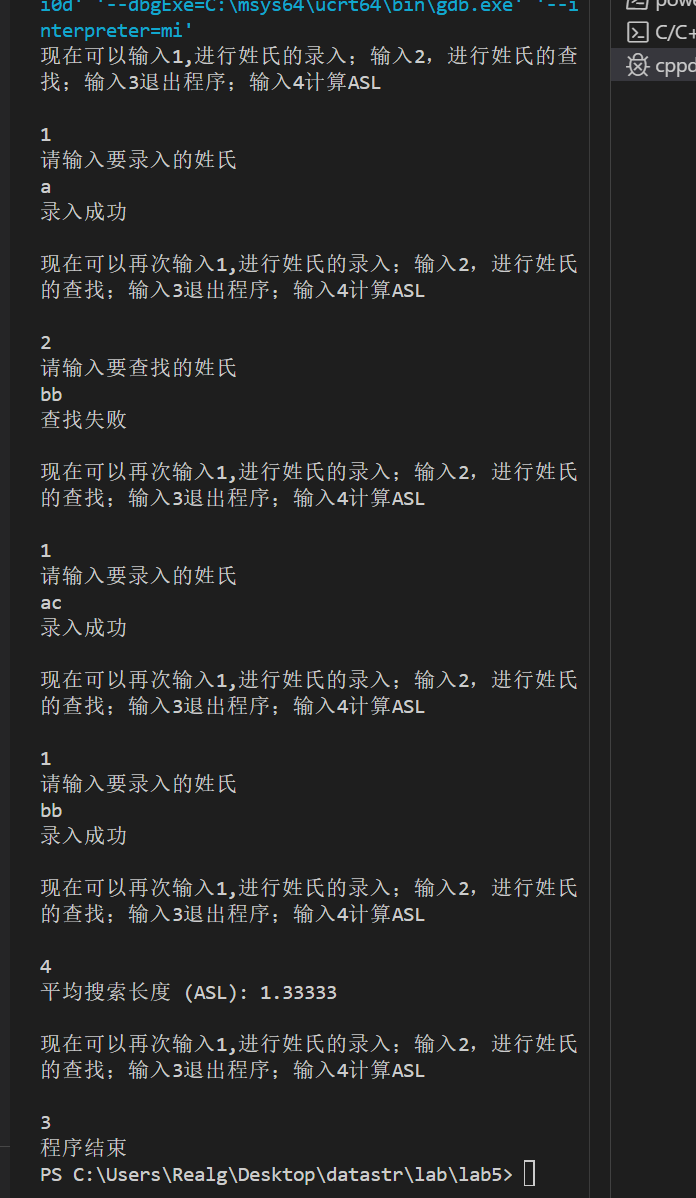 i0d' '--dbgExe=C:\msys64\ucrt64\bin\gdb.exe' '--i
nterpreter=mi'
现在可以输入1,进行姓氏的录入；输入2，进行姓氏的查
找；输入3退出程序；输入4计算ASL
1
请输入要录入的姓氏
a
录入成功
现在可以再次输入1,进行姓氏的录入；输入2，进行姓氏
的查找；输入3退出程序；输入4计算ASL
2
请输入要查找的姓氏
bb
查找失败
现在可以再次输入1,进行姓氏的录入；输入2，进行姓氏
的查找；输入3退出程序；输入4计算ASL
1
请输入要录入的姓氏
ac
录入成功
现在可以再次输入1,进行姓氏的录入；输入2，进行姓氏
的查找；输入3退出程序；输入4计算ASL
1
请输入要录入的姓氏
bb
录入成功
现在可以再次输入1,进行姓氏的录入；输入2，进行姓氏
的查找；输入3退出程序；输入4计算ASL
4
平均搜索长度 (ASL): 1.33333
现在可以再次输入1,进行姓氏的录入；输入2，进行姓氏
的查找；输入3退出程序；输入4计算ASL
3
程序结束
PS C:\Users\Realg\Desktop\datastr\lab\lab5>
powe
C/C+
cppd